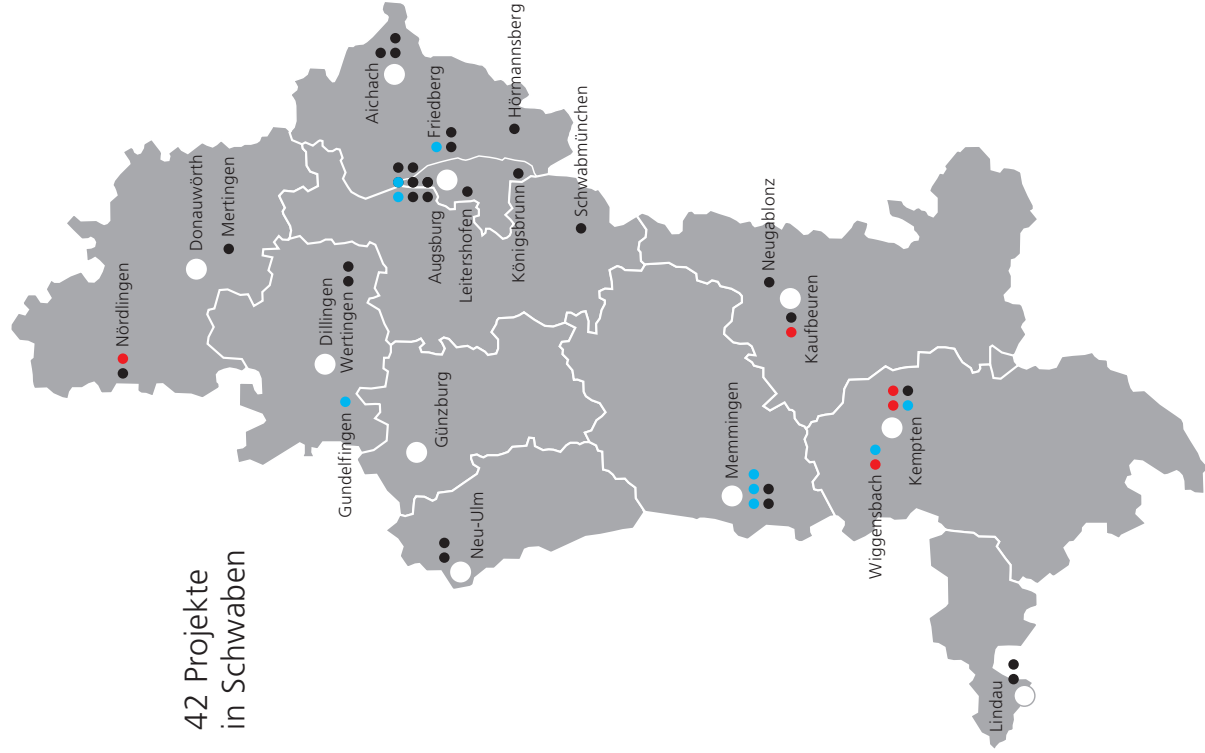 42 Projekte
in Schwaben
Nördlingen
Donauwörth
Mertingen
Dillingen
Wertingen
Gundelfingen
Günzburg
Neu-Ulm
Aichach
Friedberg
Hörmannsberg
Augsburg
Leitershofen
Königsbrunn
Schwabmünchen
Memmingen
Neugablonz
Kaufbeuren
Wiggensbach
Kempten
Lindau